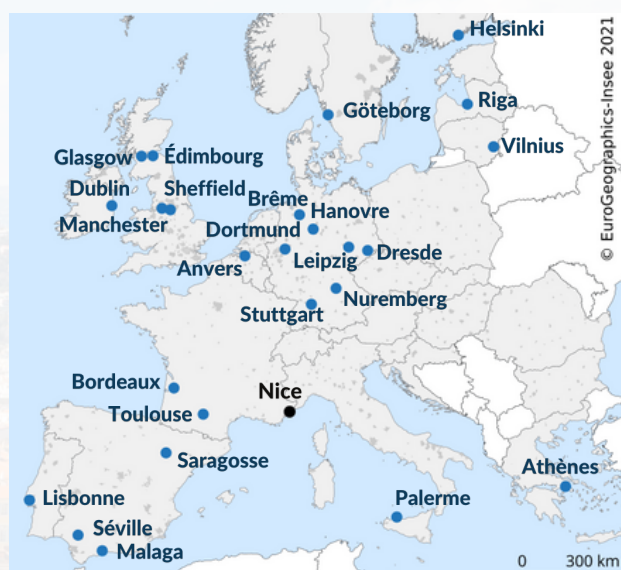 Helsinki
© EuroGeographics-Insee 2021
Riga
Göteborg
Vilnius
Glasgow
Édimbourg
Dublin
Sheffield
Brême
Manchester
Hanovre
Dortmund
Anvers
Leipzig
Dresde
Nuremberg
Stuttgart
Bordeaux
Nice
Toulouse
Saragosse
Athènes
Lisbonne
Palerme
Séville
Malaga
0 300 km